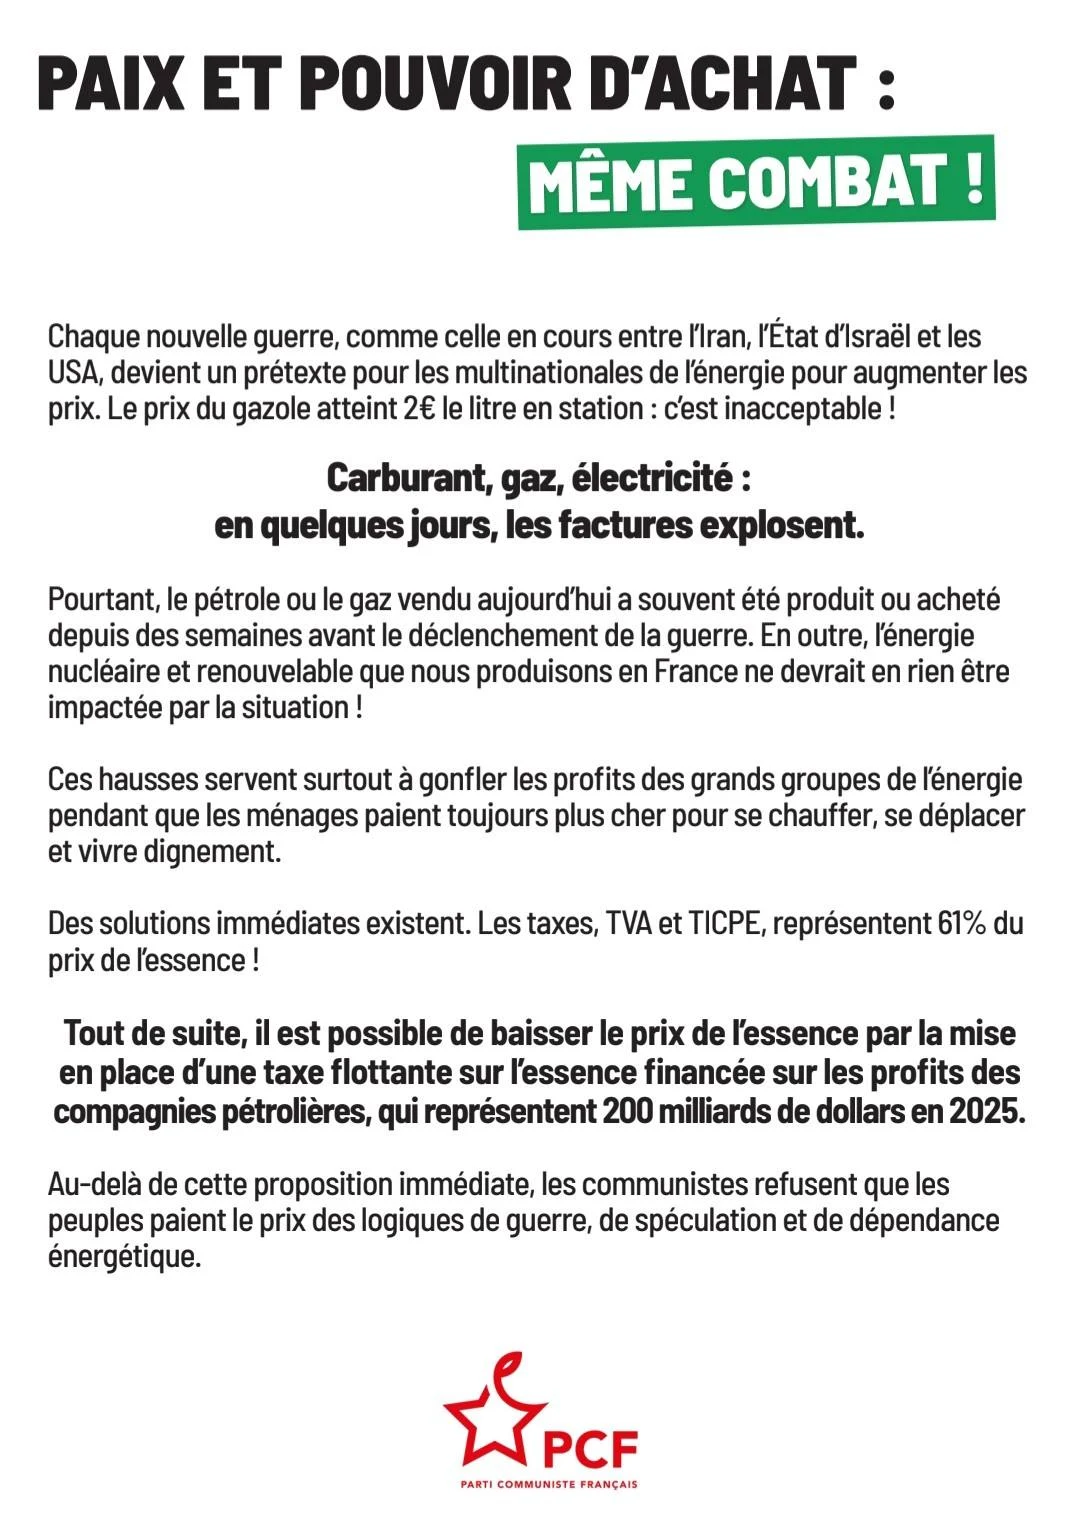 PAIX ET POUVOIR D’ACHAT :
MÊME COMBAT !
Chaque nouvelle guerre, comme celle en cours entre l’Iran, l’État d’Israël et les
USA, devient un prétexte pour les multinationales de l’énergie pour augmenter les
prix. Le prix du gazole atteint 2€ le litre en station : c’est inacceptable !
Carburant, gaz, électricité :
en quelques jours, les factures explosent.
Pourtant, le pétrole ou le gaz vendu aujourd’hui a souvent été produit ou acheté
depuis des semaines avant le déclenchement de la guerre. En outre, l’énergie
nucléaire et renouvelable que nous produisons en France ne devrait en rien être
impactée par la situation !
Ces hausses servent surtout à gonfler les profits des grands groupes de l’énergie
pendant que les ménages paient toujours plus cher pour se chauffer, se déplacer
et vivre dignement.
Des solutions immédiates existent. Les taxes, TVA et TICPE, représentent 61% du
prix de l’essence !
Tout de suite, il est possible de baisser le prix de l’essence par la mise
en place d’une taxe flottante sur l’essence financée sur les profits des
compagnies pétrolières, qui représentent 200 milliards de dollars en 2025.
Au-delà de cette proposition immédiate, les communistes refusent que les
peuples paient le prix des logiques de guerre, de spéculation et de dépendance
énergétique.
PCF
PARTI COMMUNISTE FRANÇAIS